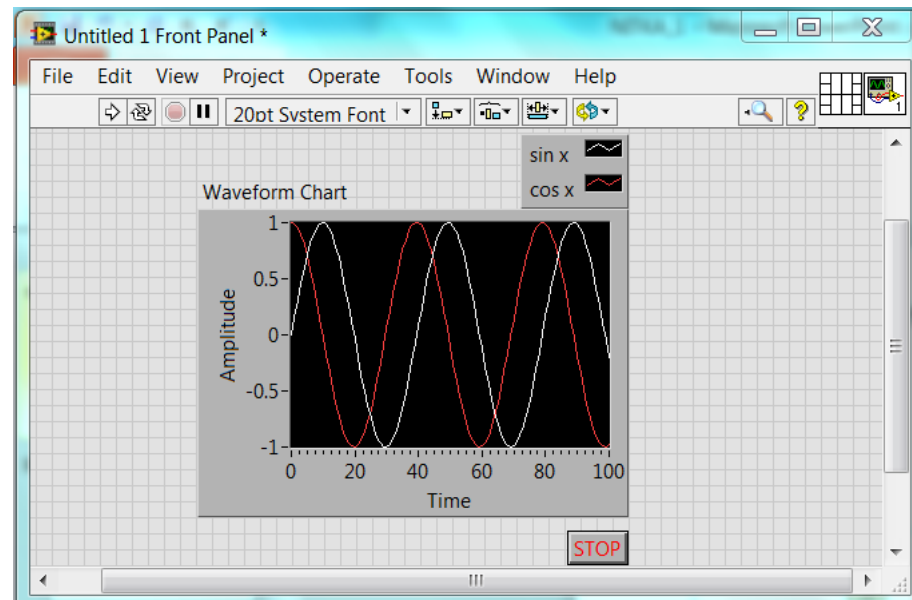 Untitled 1 Front Panel *
File Edit View Project Operate Tools Window Help
20pt System Font
1
sin x
cos x
Waveform Chart
1
0.5
0
-0.5
-1
Amplitude
0 20 40 60 80 100
Time
STOP